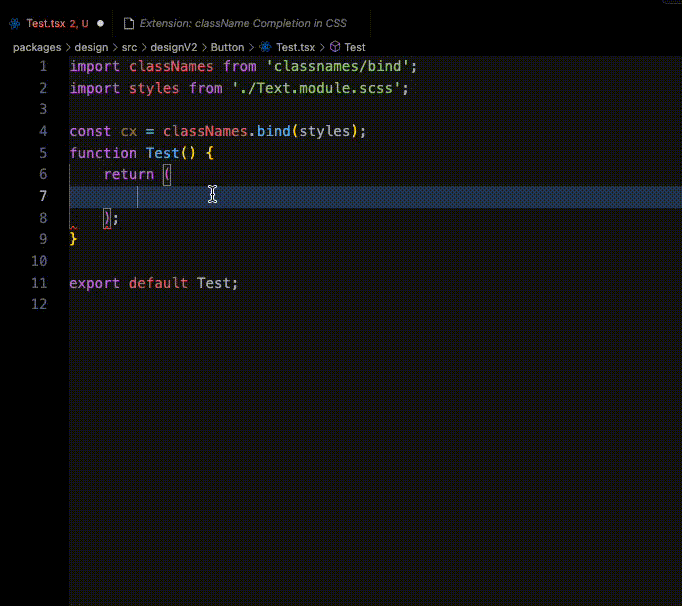 Test.tsx 2, U ● Extension: className Completion in CSS
packages > design > src > designV2 > Button > Test.tsx > Test
1 import classNames from 'classnames/bind';
2 import styles from './Text.module.scss';
3
4 const cx = classNames.bind(styles);
5 function Test() {
6     return (
7
8     );
9 }
10
11 export default Test;
12